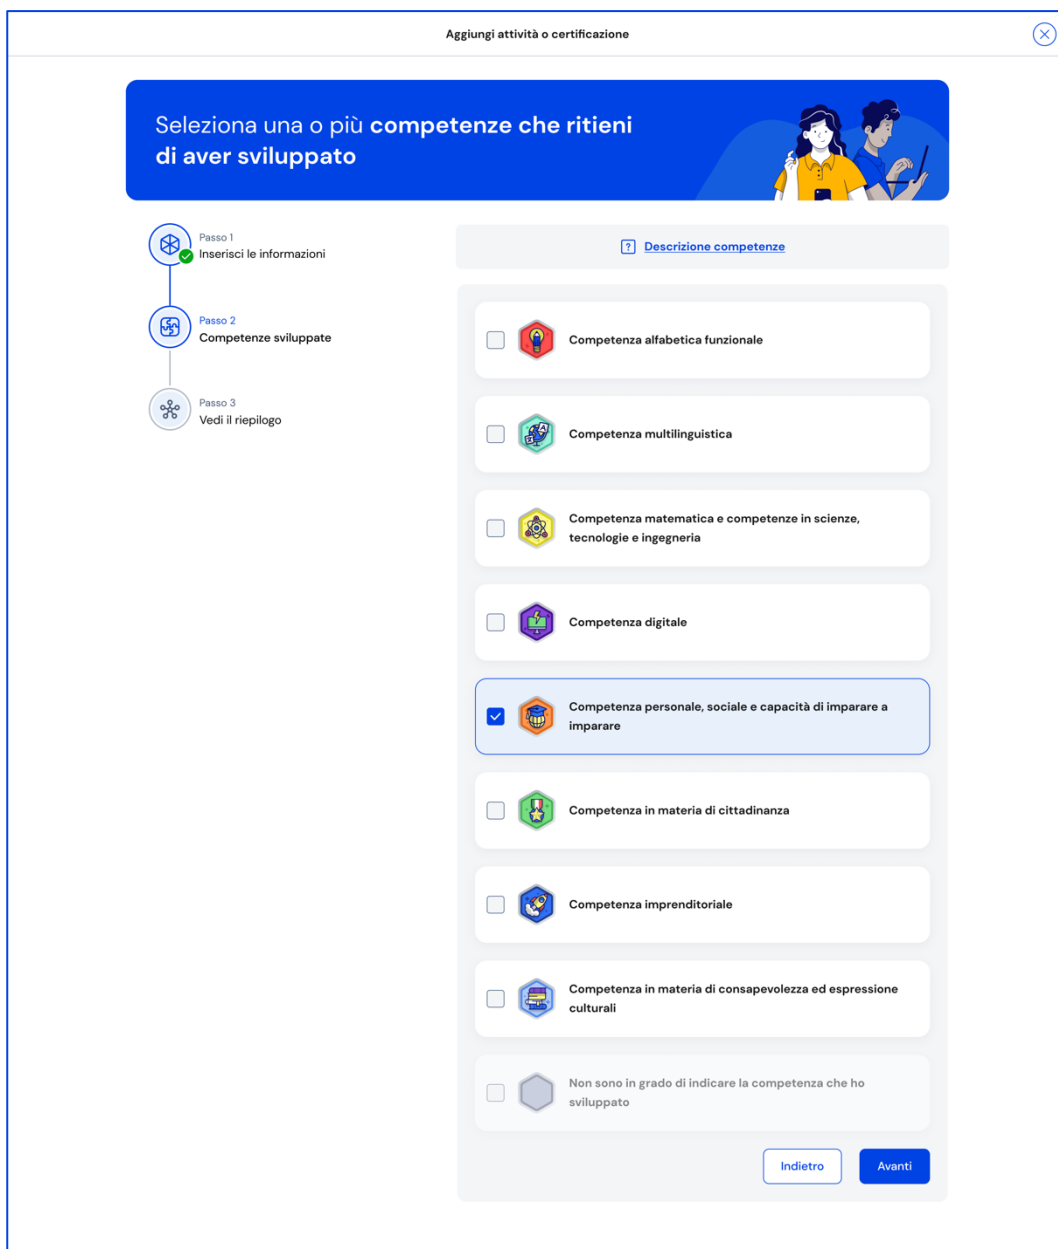 Aggiungi attività o certificazione
Seleziona una o più competenze che ritieni
di aver sviluppato
Passo 1
Inserisci le informazioni
Passo 2
Competenze sviluppate
Passo 3
Vedi il riepilogo
Descrizione competenze
Competenza alfabetica funzionale
Competenza multilinguistica
Competenza matematica e competenze in scienze,
tecnologie e ingegneria
Competenza digitale
Competenza personale, sociale e capacità di imparare a
imparare
Competenza in materia di cittadinanza
Competenza imprenditoriale
Competenza in materia di consapevolezza ed espressione
culturali
Non sono in grado di indicare la competenza che ho
sviluppato
Indietro
Avanti